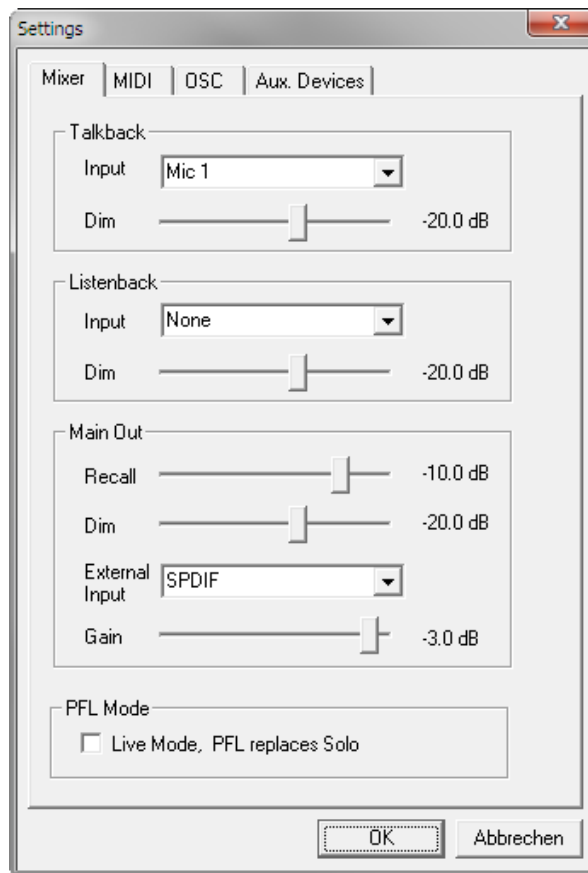 Settings
Mixer MIDI OSC Aux. Devices
Talkback
Input Mic 1
Dim -20.0 dB
Listenback
Input None
Dim -20.0 dB
Main Out
Recall -10.0 dB
Dim -20.0 dB
External
Input SPDIF
Gain -3.0 dB
PFL Mode
Live Mode, PFL replaces Solo
OK Abbrechen